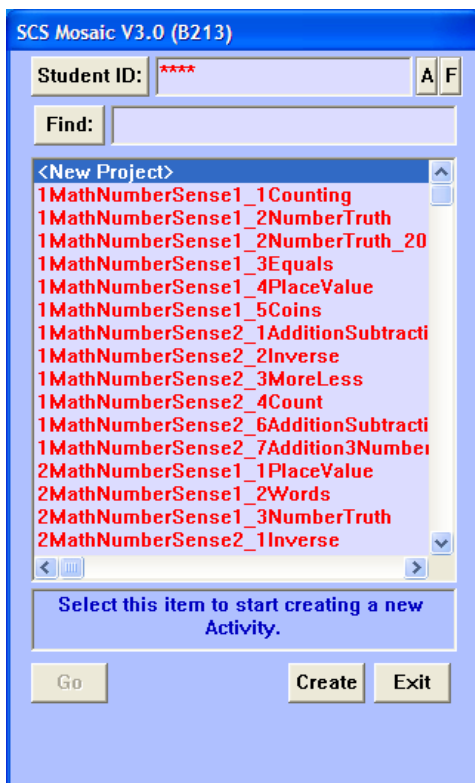 SCS Mosaic V3.0 (B213)
Student ID: **** A F
Find:
<New Project>
1MathNumberSense1_1Counting
1MathNumberSense1_2NumberTruth
1MathNumberSense1_2NumberTruth_20
1MathNumberSense1_3Equals
1MathNumberSense1_4PlaceValue
1MathNumberSense1_5Coins
1MathNumberSense2_1AdditionSubtracti
1MathNumberSense2_2Inverse
1MathNumberSense2_3MoreLess
1MathNumberSense2_4Count
1MathNumberSense2_6AdditionSubtracti
1MathNumberSense2_7Addition3Number
2MathNumberSense1_1PlaceValue
2MathNumberSense1_2Words
2MathNumberSense1_3NumberTruth
2MathNumberSense2_1Inverse
Select this item to start creating a new
Activity.
Go Create Exit